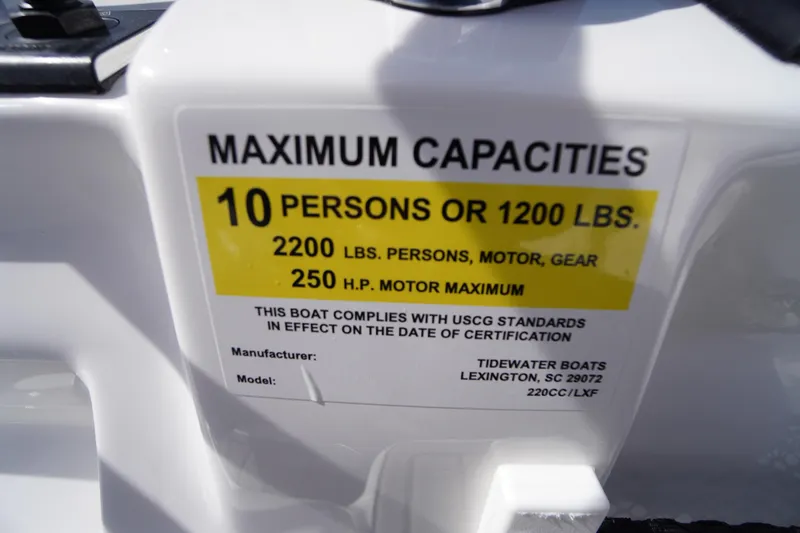 MAXIMUM CAPACITIES
10 PERSONS OR 1200 LBS.
2200 LBS. PERSONS, MOTOR, GEAR
250 H.P. MOTOR MAXIMUM
THIS BOAT COMPLIES WITH USCG STANDARDS
IN EFFECT ON THE DATE OF CERTIFICATION
Manufacturer: TIDEWATER BOATS
LEXINGTON, SC 29072
Model: 220CC/LXF